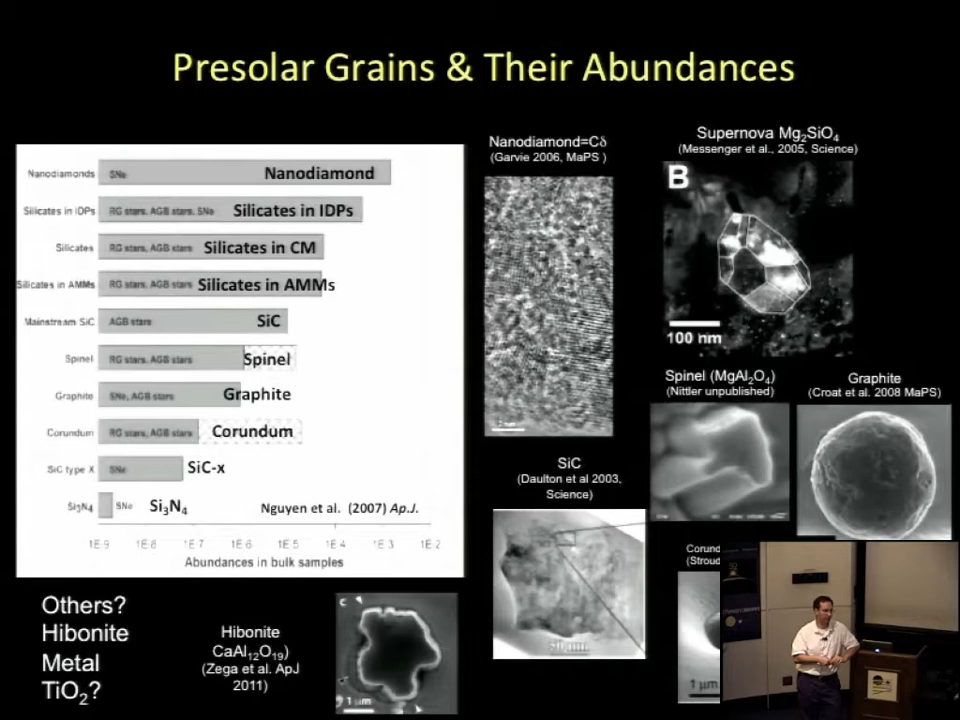 Presolar Grains & Their Abundances
Nanodiamonds SNe Nanodiamond
Silicates in IDPs RG stars, AGB stars, SNe Silicates in IDPs
Silicates RG stars, AGB stars Silicates in CM
Silicates in AMMs RG stars, AGB stars Silicates in AMMs
Mainstream SiC AGB stars SiC
Spinel RG stars, AGB stars Spinel
Graphite SNe, AGB stars Graphite
Corundum RG stars, AGB stars Corundum
SiC type X SNe SiC-x
Si₃N₄ SNe Si₃N₄ Nguyen et al. (2007) Ap.J.
1E-9 1E-8 1E-7 1E-6 1E-5 1E-4 1E-3 1E-2
Abundances in bulk samples
Nanodiamond=Cδ
(Garvie 2006, MaPS )
Supernova Mg₂SiO₄
(Messenger et al., 2005, Science)
B
100 nm
Spinel (MgAl₂O₄)
(Nittler unpublished)
Graphite
(Croat et al. 2008 MaPS)
SiC
(Daulton et al 2003,
Science)
Corund
(Stroud
1 μm
Others?
Hibonite
Metal
TiO₂?
Hibonite
CaAl₁₂O₁₉)
(Zega et al. ApJ
2011)
c
1 μm